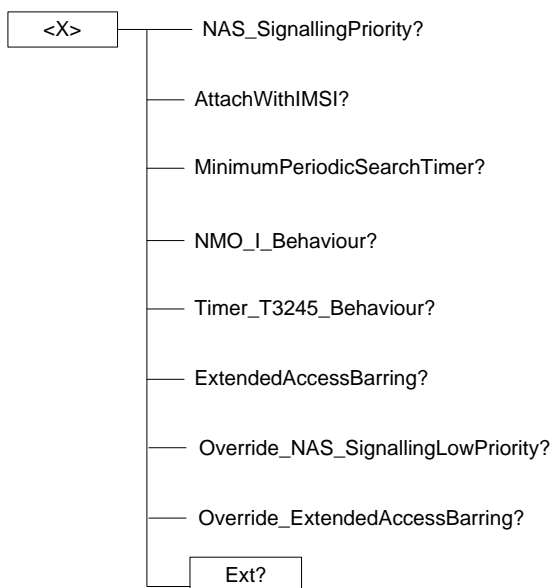 <X>
NAS_SignallingPriority?
AttachWithIMSI?
MinimumPeriodicSearchTimer?
NMO_I_Behaviour?
Timer_T3245_Behaviour?
ExtendedAccessBarring?
Override_NAS_SignallingLowPriority?
Override_ExtendedAccessBarring?
Ext?